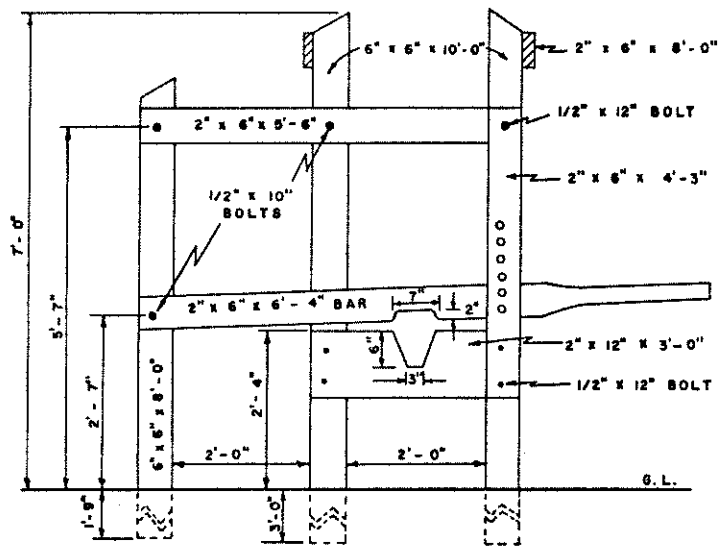 6" x 6" x 10'-0"
2" x 6" x 8'-0"
2" x 6" x 5'-6"
1/2" x 12" BOLT
2" x 6" x 4'-3"
1/2" x 10"
BOLTS
7'-0"
5'-7"
7"
2"
2" x 6" x 6'-4" BAR
6"
2" x 12" x 3'-0"
3"
1/2" x 12" BOLT
2'-7"
6" x 6" x 8'-0"
2'-4"
2'-0"
2'-0"
G.L.
1'-9"
3'-0"